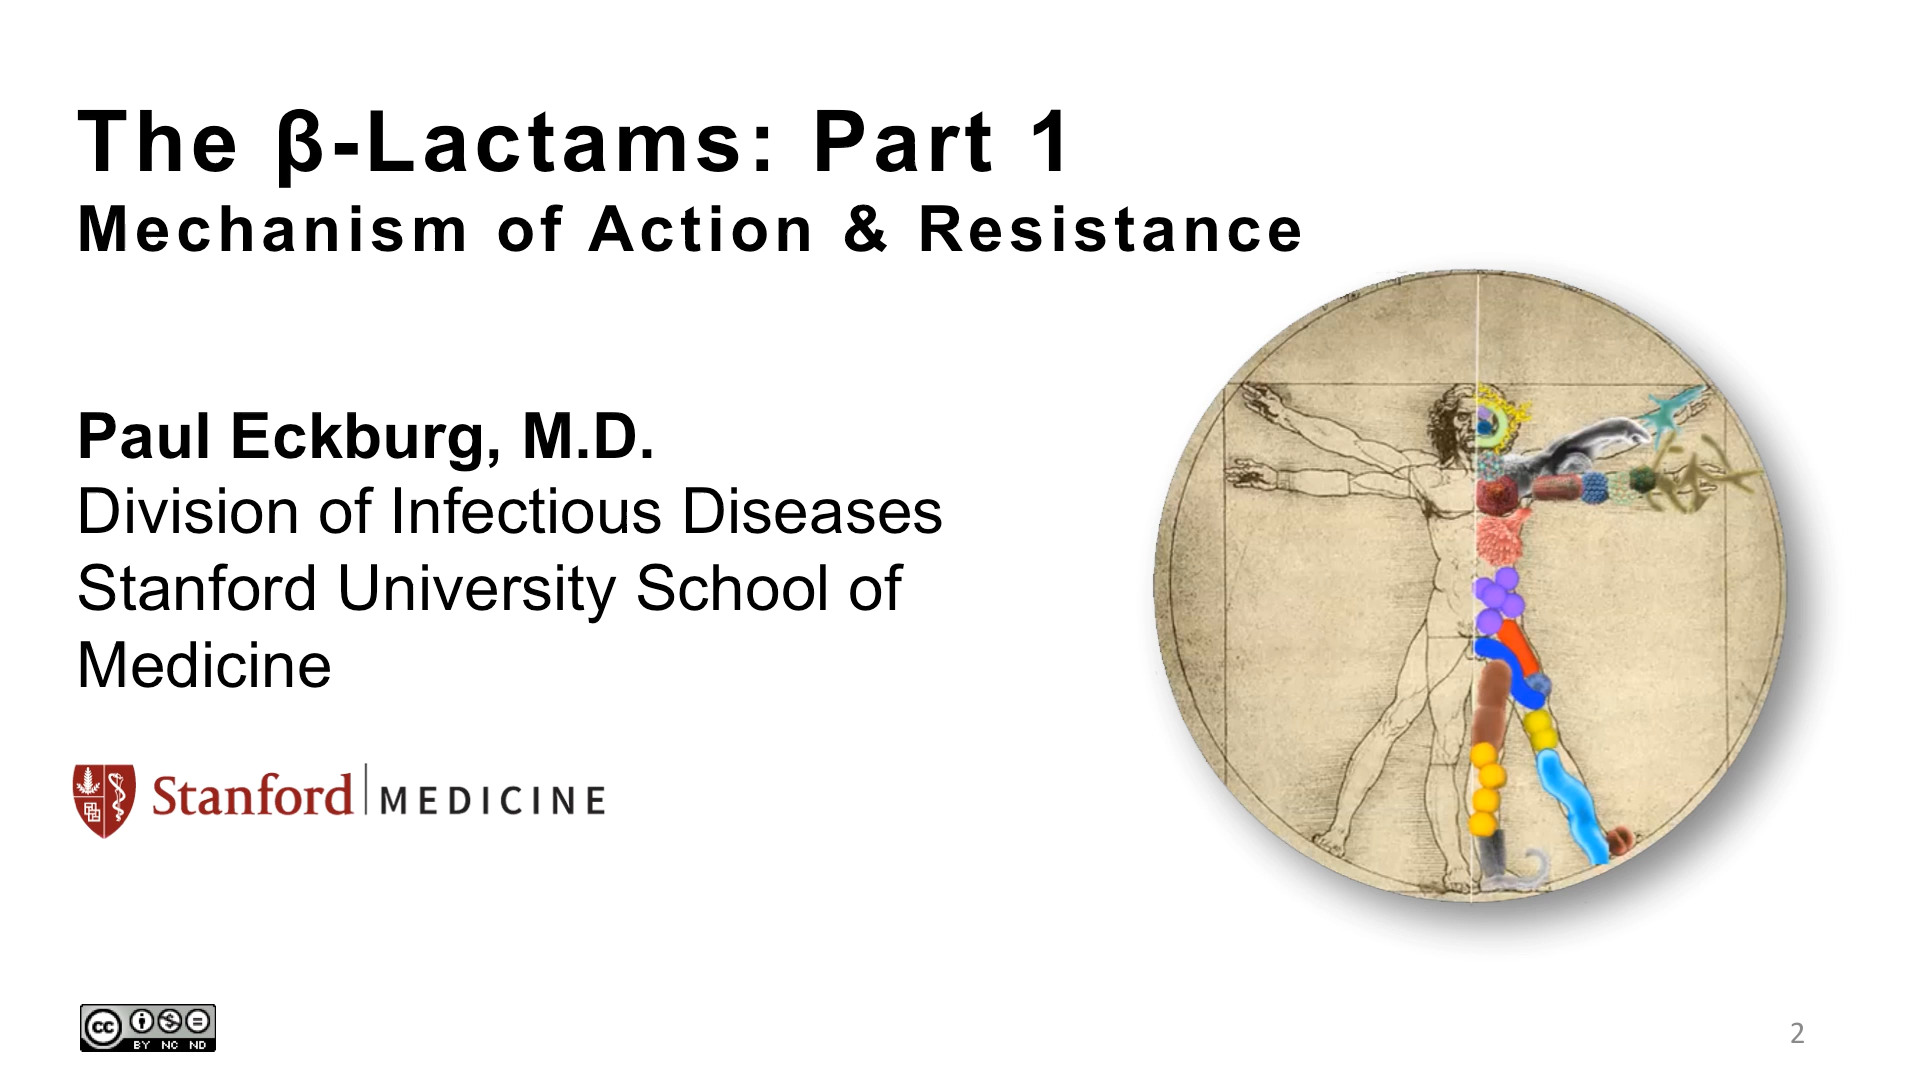 The β-Lactams: Part 1
Mechanism of Action & Resistance
Paul Eckburg, M.D.
Division of Infectious Diseases
Stanford University School of
Medicine
Stanford MEDICINE
cc BY NC ND
2